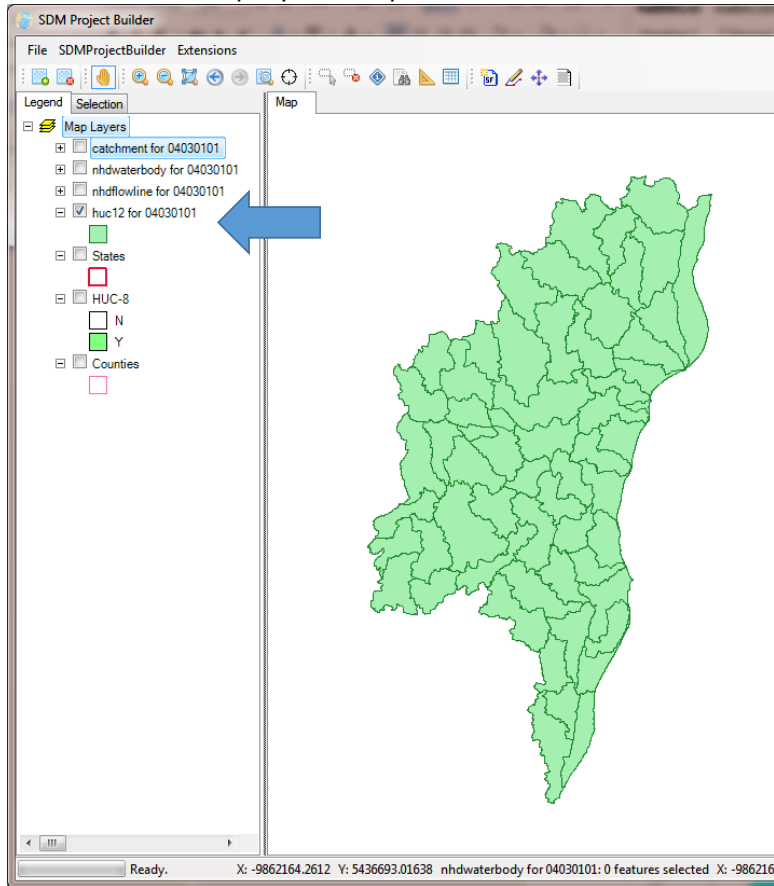 SDM Project Builder
File SDMProjectBuilder Extensions
SF
Legend Selection Map
Map Layers
catchment for 04030101
nhdwaterbody for 04030101
nhdflowline for 04030101
huc12 for 04030101
States
HUC-8
N
Y
Counties
Ready. X: -9862164.2612 Y: 5436693.01638 nhdwaterbody for 04030101: 0 features selected X: -986216